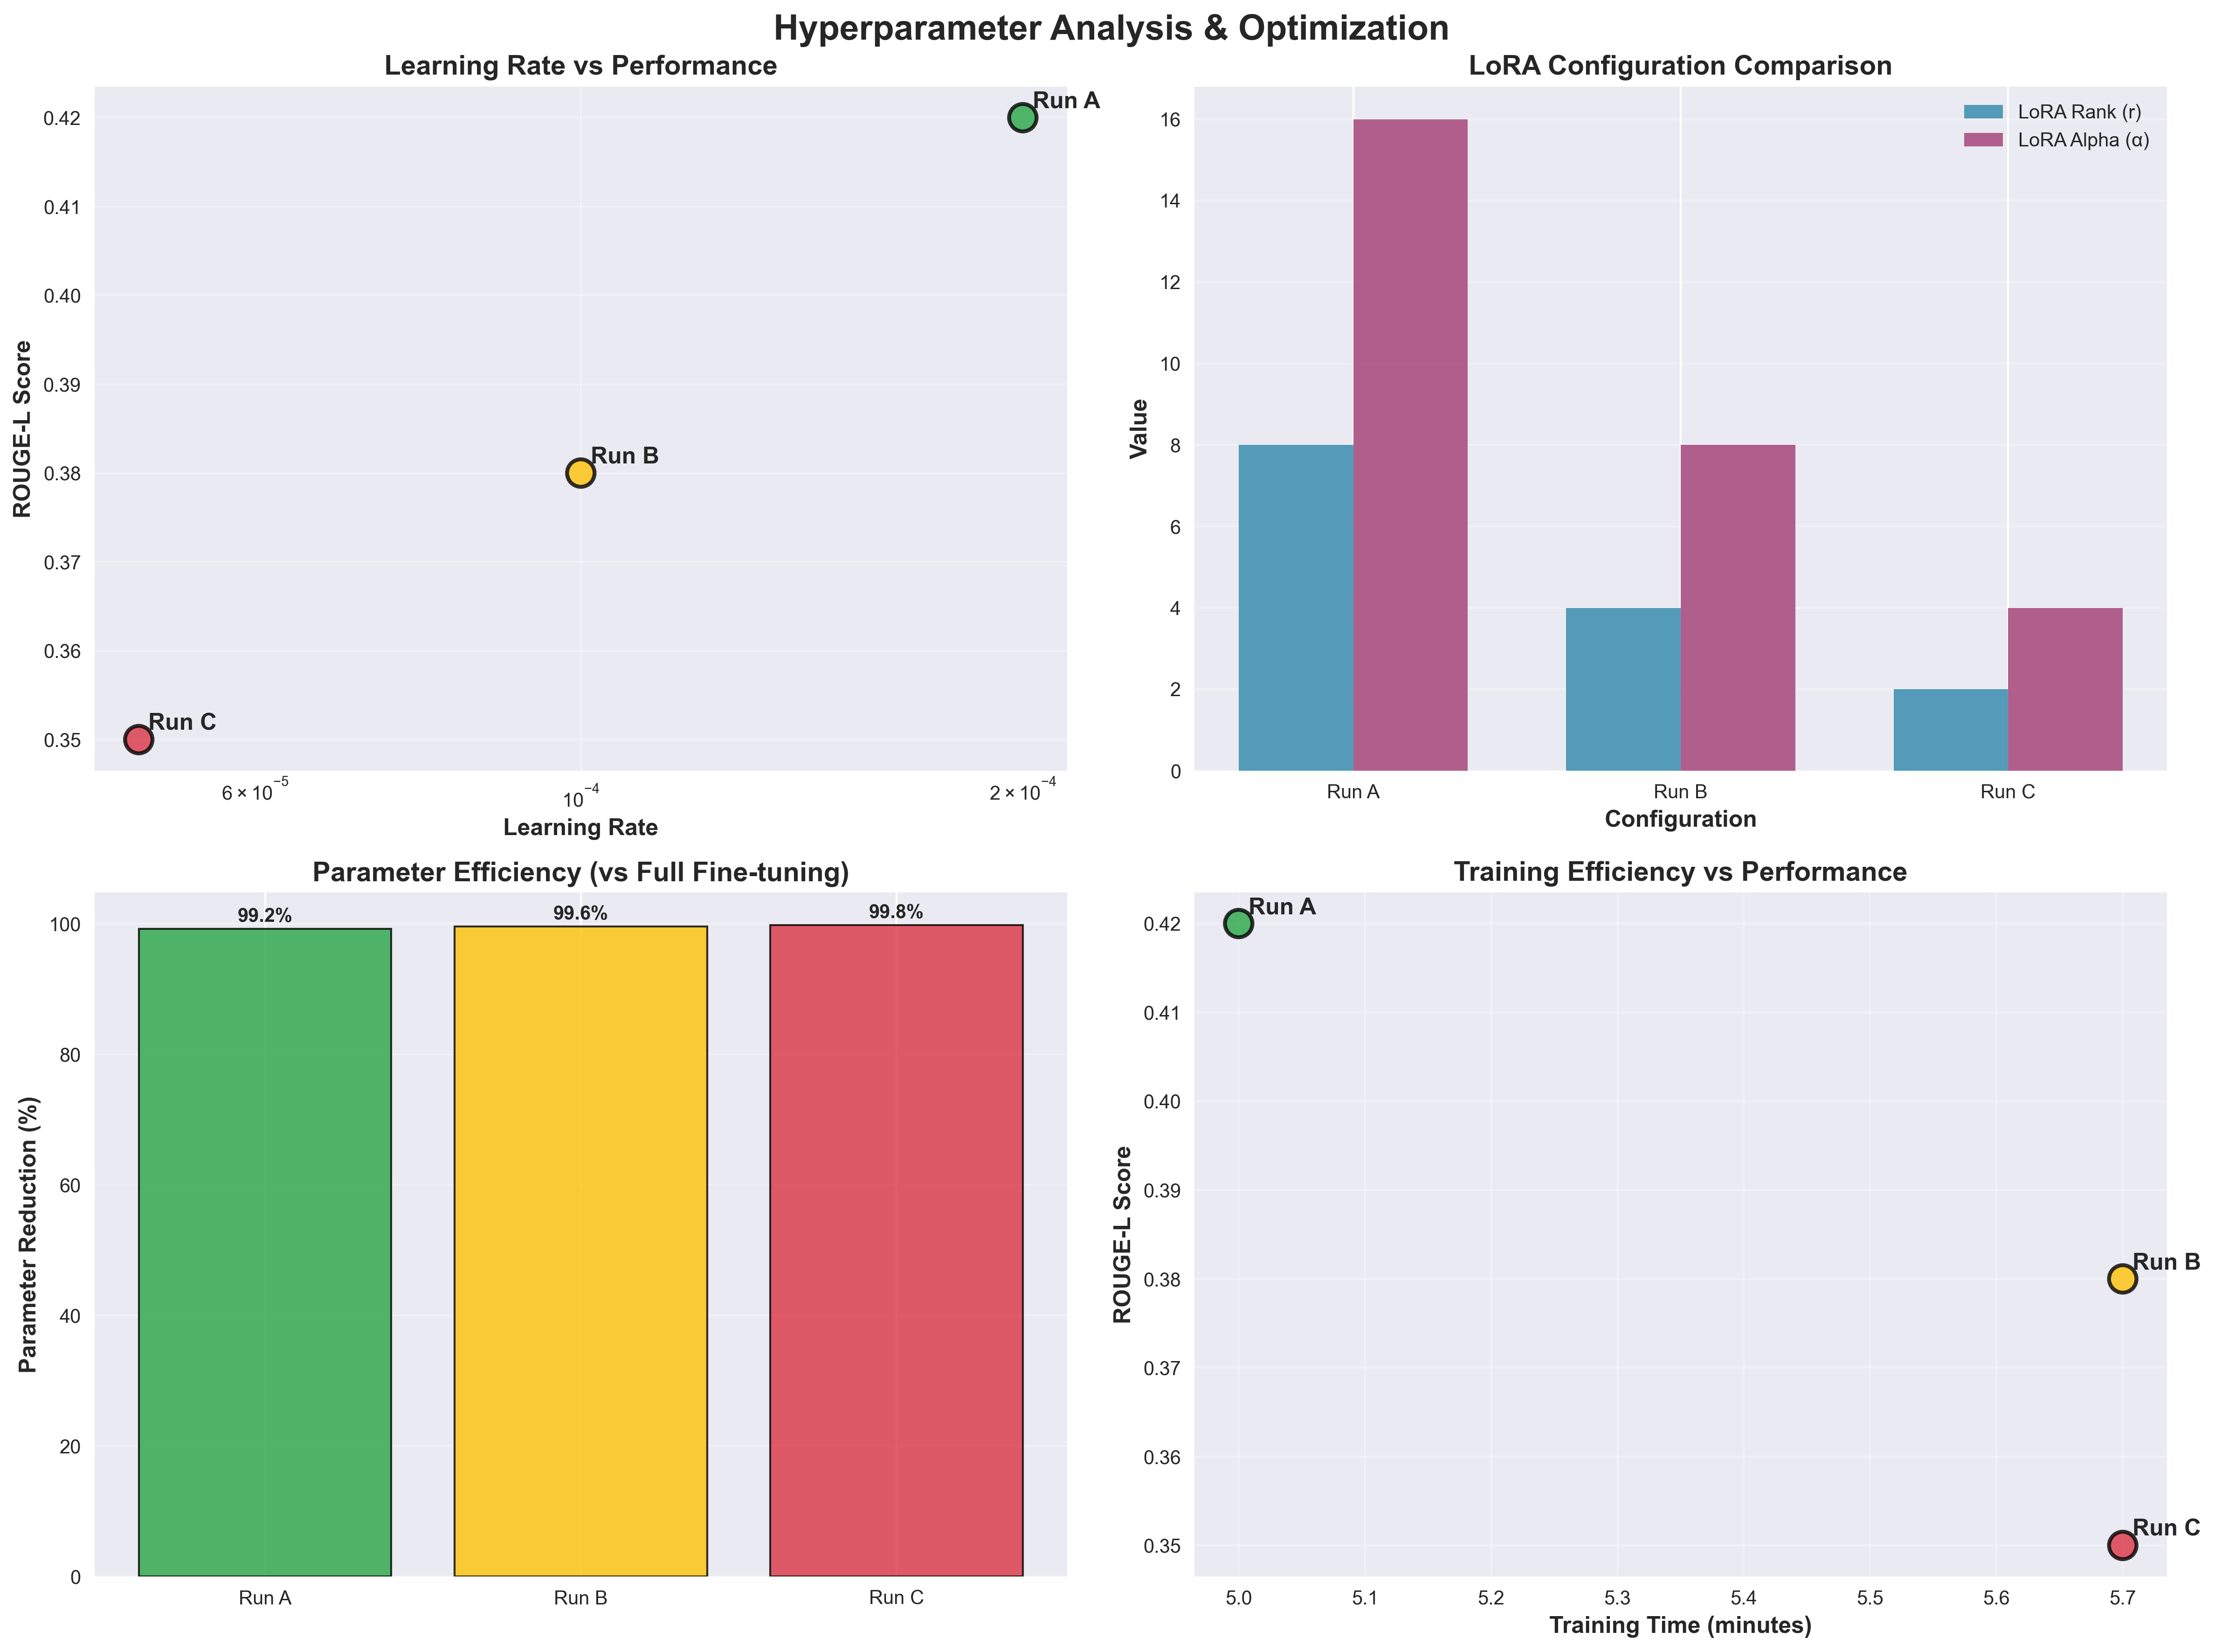 Hyperparameter Analysis & Optimization
Learning Rate vs Performance
ROUGE-L Score
0.42
0.41
0.40
0.39
0.38
0.37
0.36
0.35
Run A
Run B
Run C
6 × 10⁻⁵
10⁻⁴
2 × 10⁻⁴
Learning Rate
LoRA Configuration Comparison
LoRA Rank (r)
LoRA Alpha (α)
Value
16
14
12
10
8
6
4
2
0
Run A
Run B
Run C
Configuration
Parameter Efficiency (vs Full Fine-tuning)
Parameter Reduction (%)
100
80
60
40
20
0
99.2%
99.6%
99.8%
Run A
Run B
Run C
Training Efficiency vs Performance
ROUGE-L Score
0.42
0.41
0.40
0.39
0.38
0.37
0.36
0.35
Run A
Run B
Run C
5.0
5.1
5.2
5.3
5.4
5.5
5.6
5.7
Training Time (minutes)